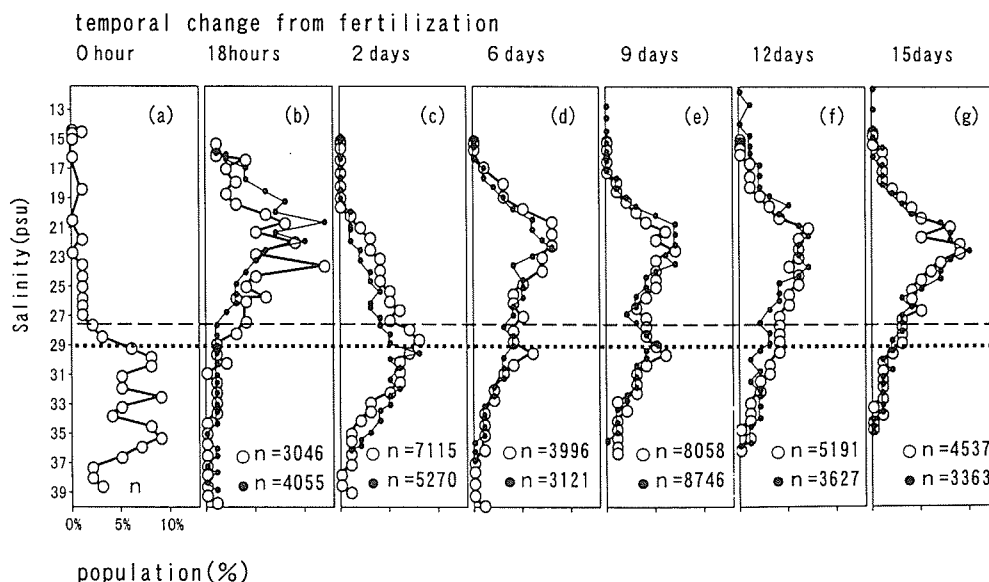 temporal change from fertilization
0 hour 18hours 2 days 6 days 9 days 12days 15days
(a) (b) (c) (d) (e) (f) (g)
Salinity(psu)
13
15
17
19
21
23
25
27
29
31
33
35
37
39
n
n=3046 n=7115 n=3996 n=8058 n=5191 n=4537
n=4055 n=5270 n=3121 n=8746 n=3627 n=3363
0% 5% 10%
population(%)